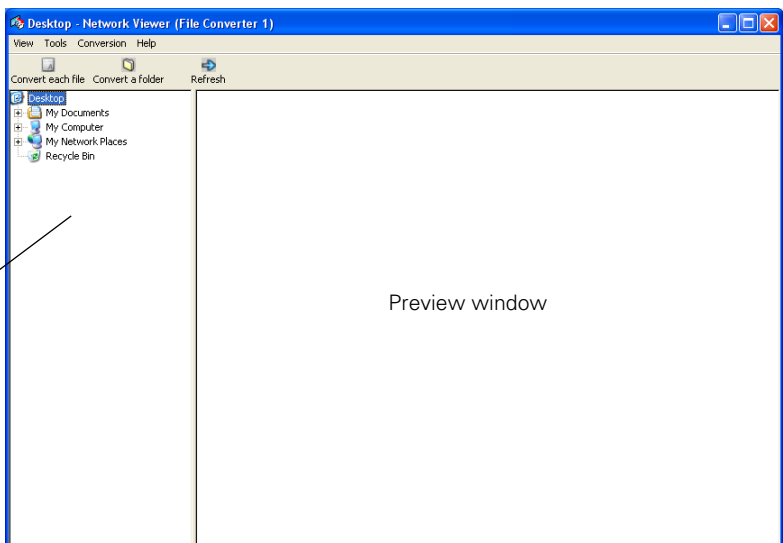 Desktop - Network Viewer (File Converter 1)
View Tools Conversion Help
Convert each file Convert a folder Refresh
Desktop
My Documents
My Computer
My Network Places
Recycle Bin
Preview window